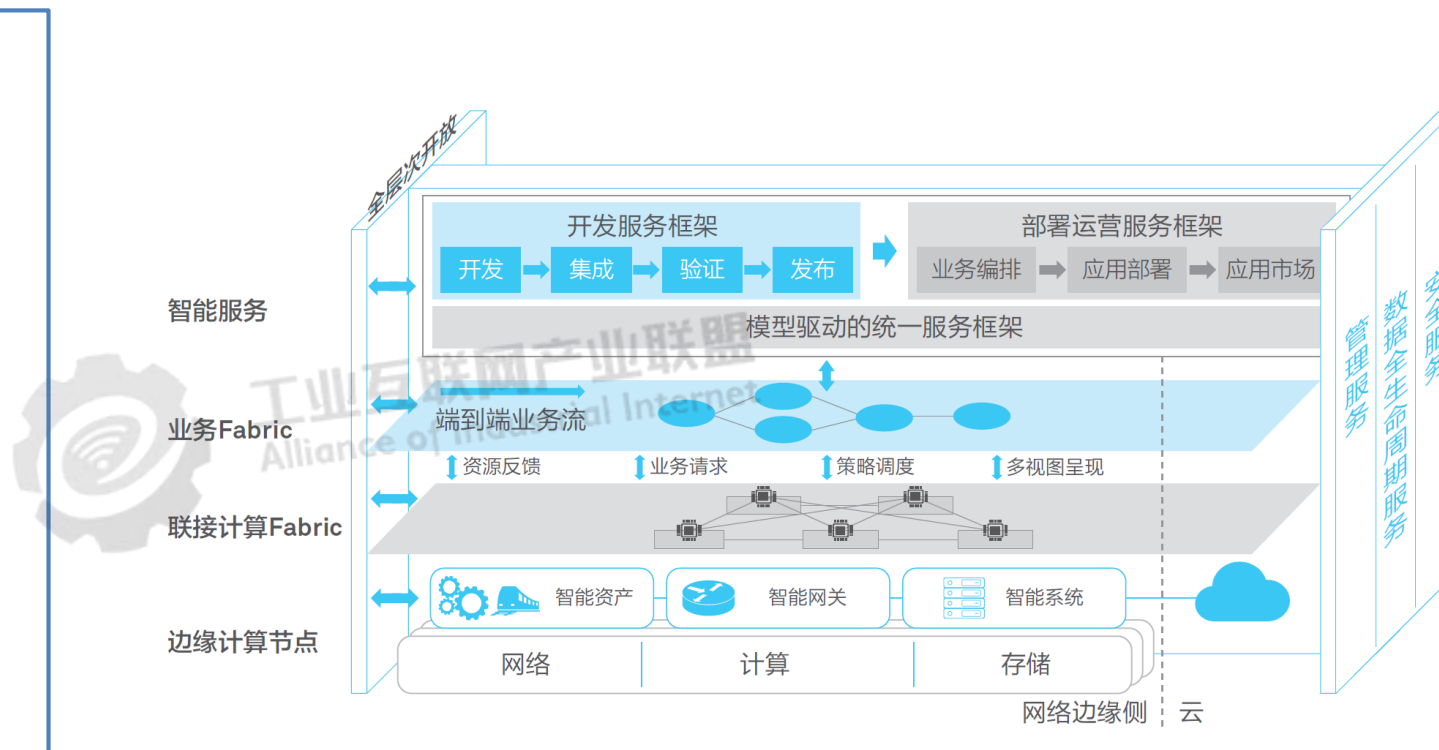 全层次开放
开发服务框架
部署运营服务框架
开发
集成
验证
发布
业务编排
应用部署
应用市场
智能服务
模型驱动的统一服务框架
管理服务
数据全生命周期服务
安全服务
工业互联网产业联盟
Alliance of Industrial Internet
业务Fabric
端到端业务流
资源反馈
业务请求
策略调度
多视图呈现
联接计算Fabric
智能资产
智能网关
智能系统
边缘计算节点
网络
计算
存储
网络边缘侧
云